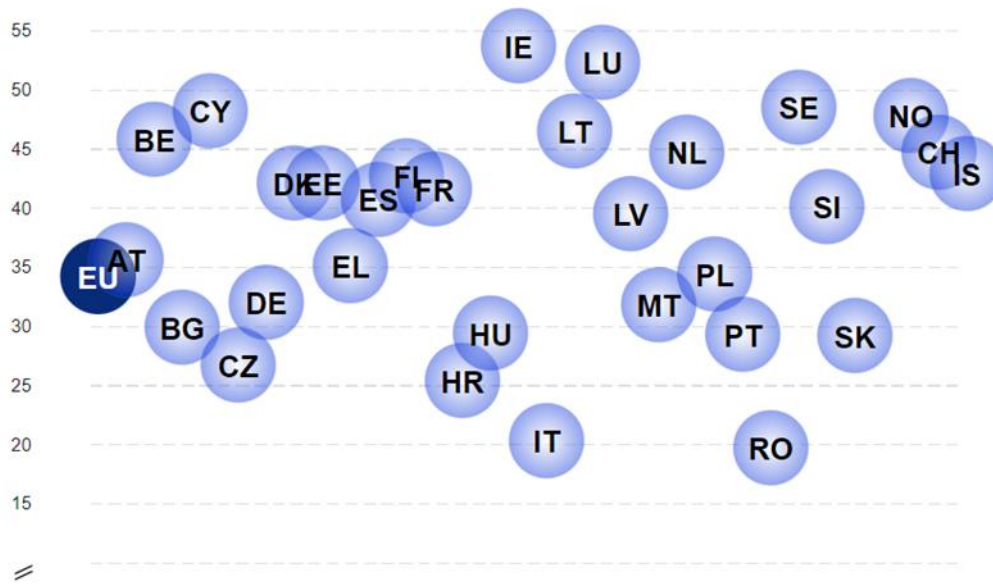 55
IE
50
LU
CY
SE
NO
BE
LT
45
NL
CH
DK
EE
ES
FI
FR
IS
40
LV
SI
35
AT
EU
EL
PL
DE
MT
30
BG
HU
PT
SK
CZ
25
HR
20
IT
RO
15